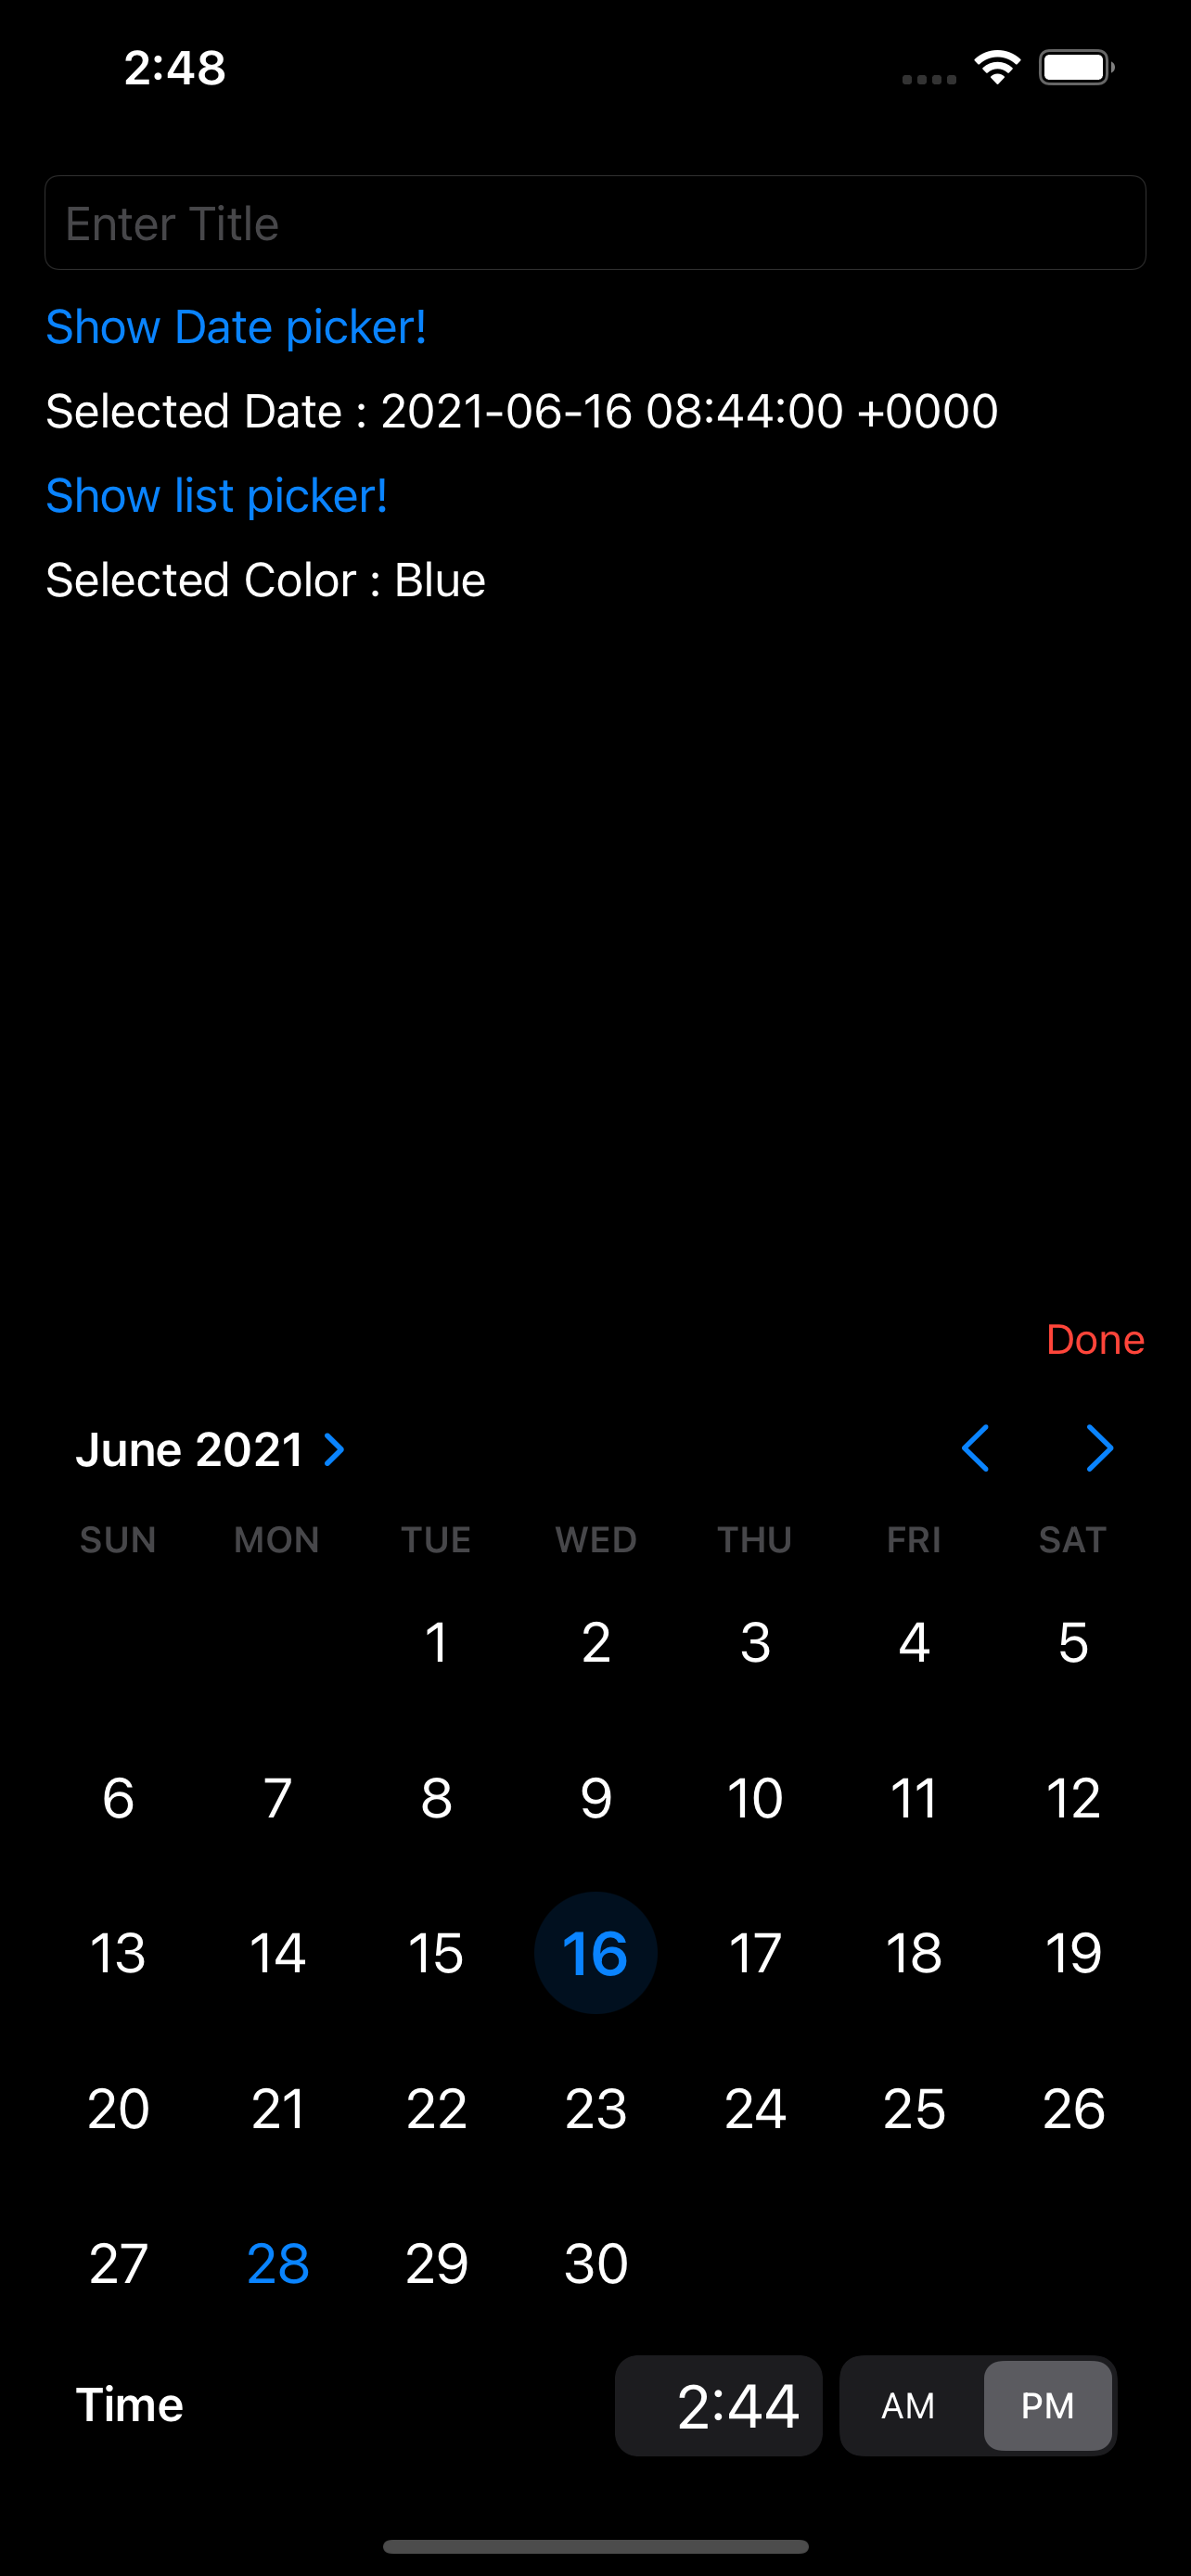 2:48
Enter Title
Show Date picker!
Selected Date : 2021-06-16 08:44:00 +0000
Show list picker!
Selected Color : Blue
Done
June 2021
SUN MON TUE WED THU FRI SAT
1 2 3 4 5
6 7 8 9 10 11 12
13 14 15 16 17 18 19
20 21 22 23 24 25 26
27 28 29 30
Time 2:44 AM PM